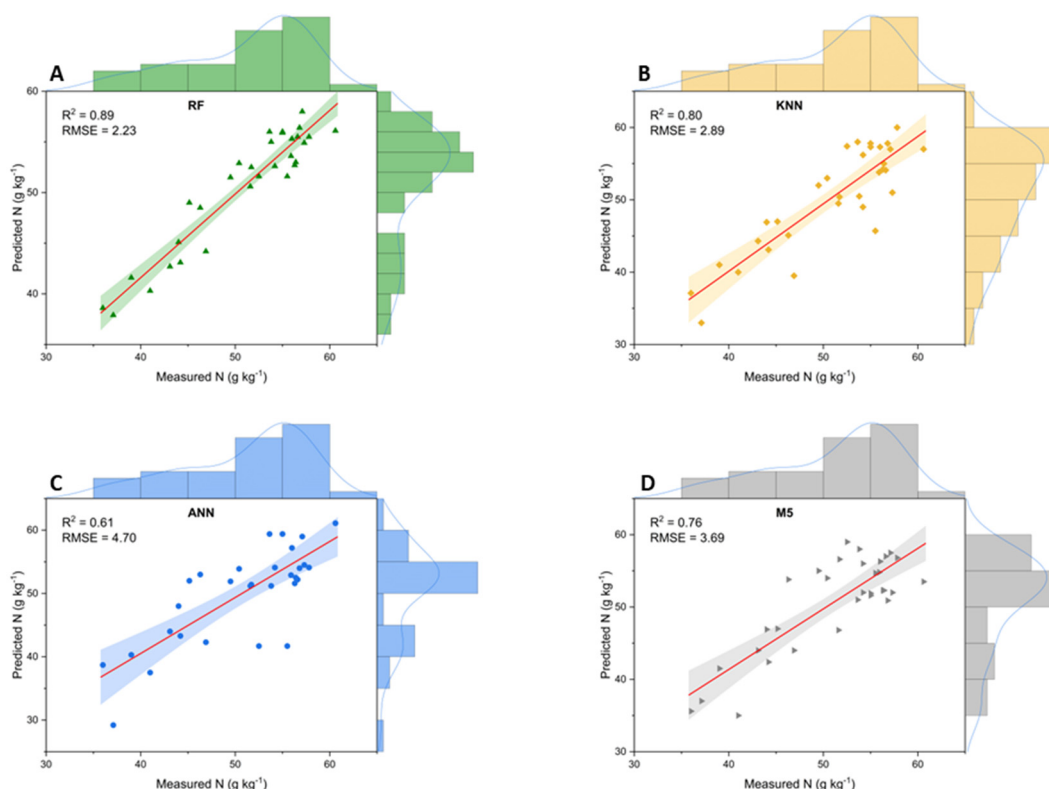 A
RF
R² = 0.89
RMSE = 2.23
60
50
40
Predicted N (g kg⁻¹)
30
40
50
60
Measured N (g kg⁻¹)
B
KNN
R² = 0.80
RMSE = 2.89
60
50
40
30
Predicted N (g kg⁻¹)
30
40
50
60
Measured N (g kg⁻¹)
C
ANN
R² = 0.61
RMSE = 4.70
60
50
40
30
Predicted N (g kg⁻¹)
30
40
50
60
Measured N (g kg⁻¹)
D
M5
R² = 0.76
RMSE = 3.69
60
50
40
30
Predicted N (g kg⁻¹)
30
40
50
60
Measured N (g kg⁻¹)